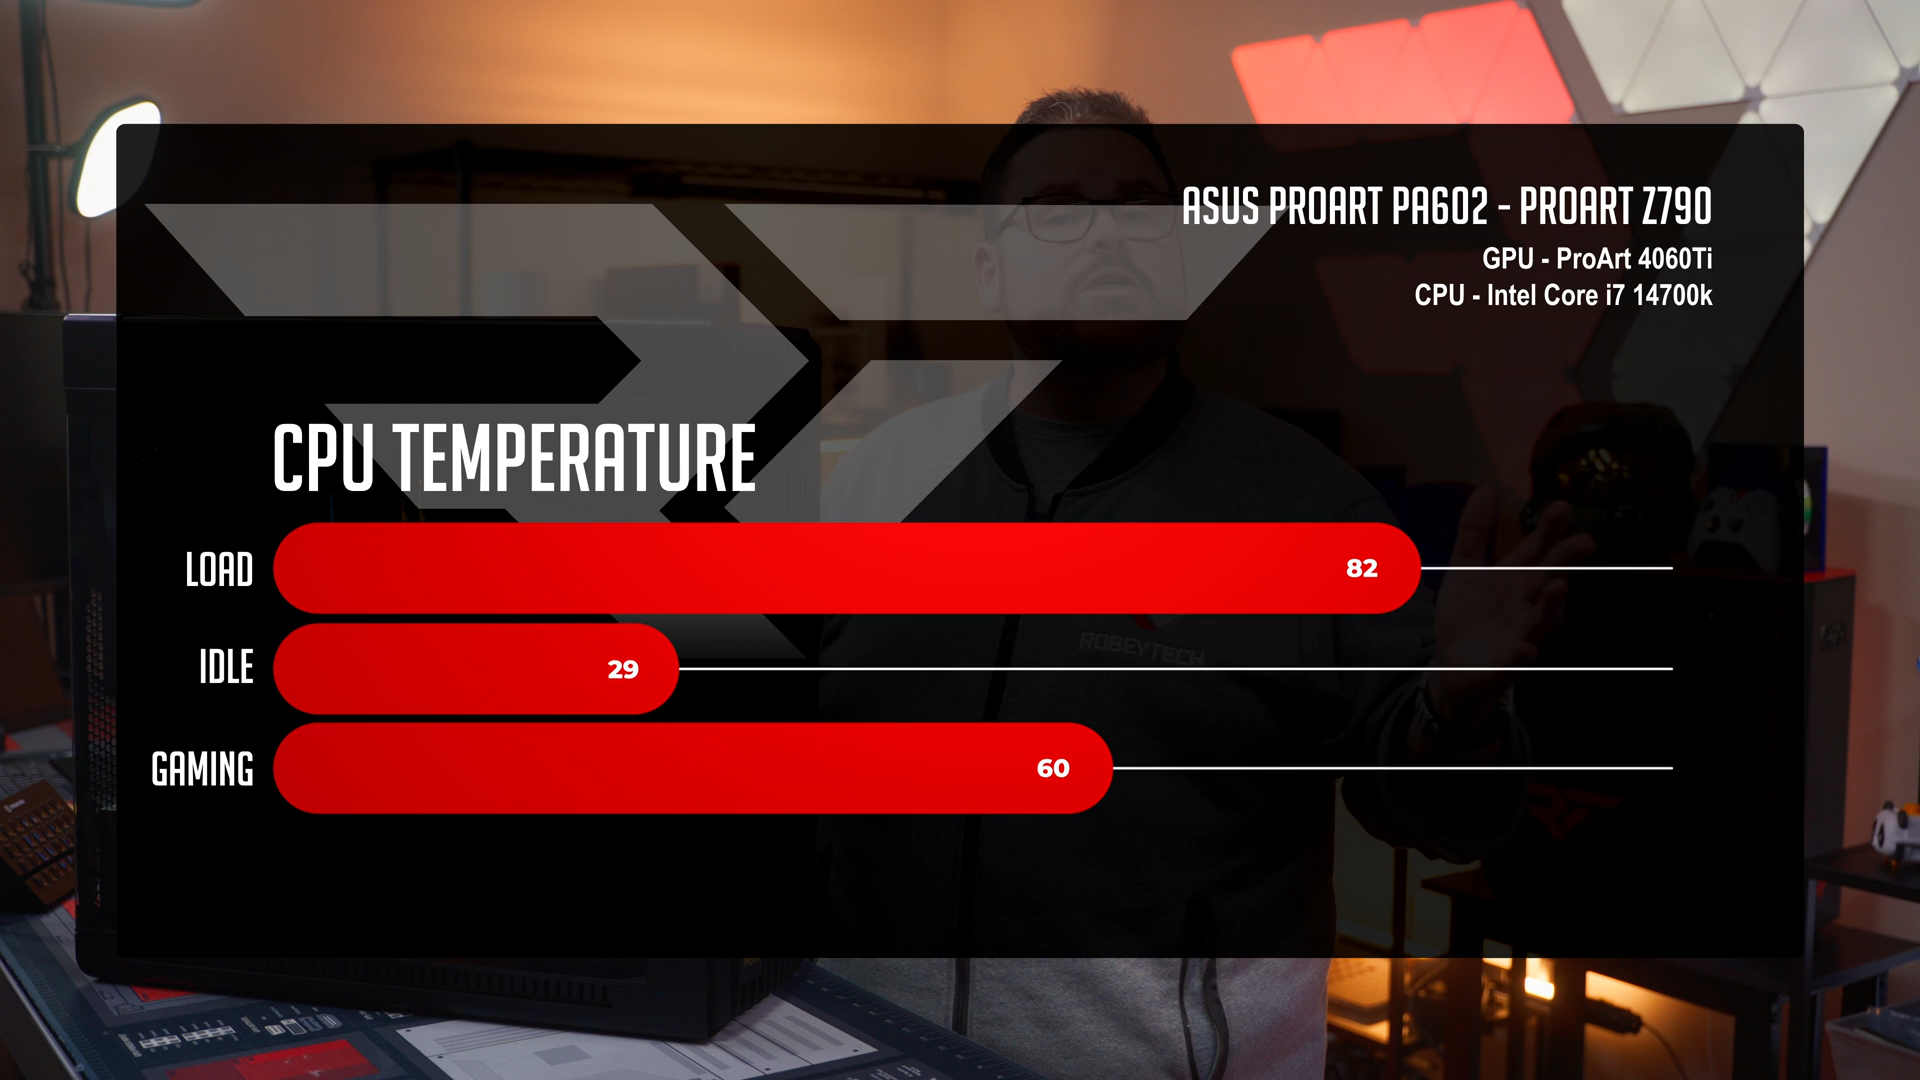 ASUS PROART PA602 - PROART Z790
GPU - ProArt 4060Ti
CPU - Intel Core i7 14700k
CPU TEMPERATURE
LOAD 82
IDLE 29
GAMING 60
ROBEYTECH